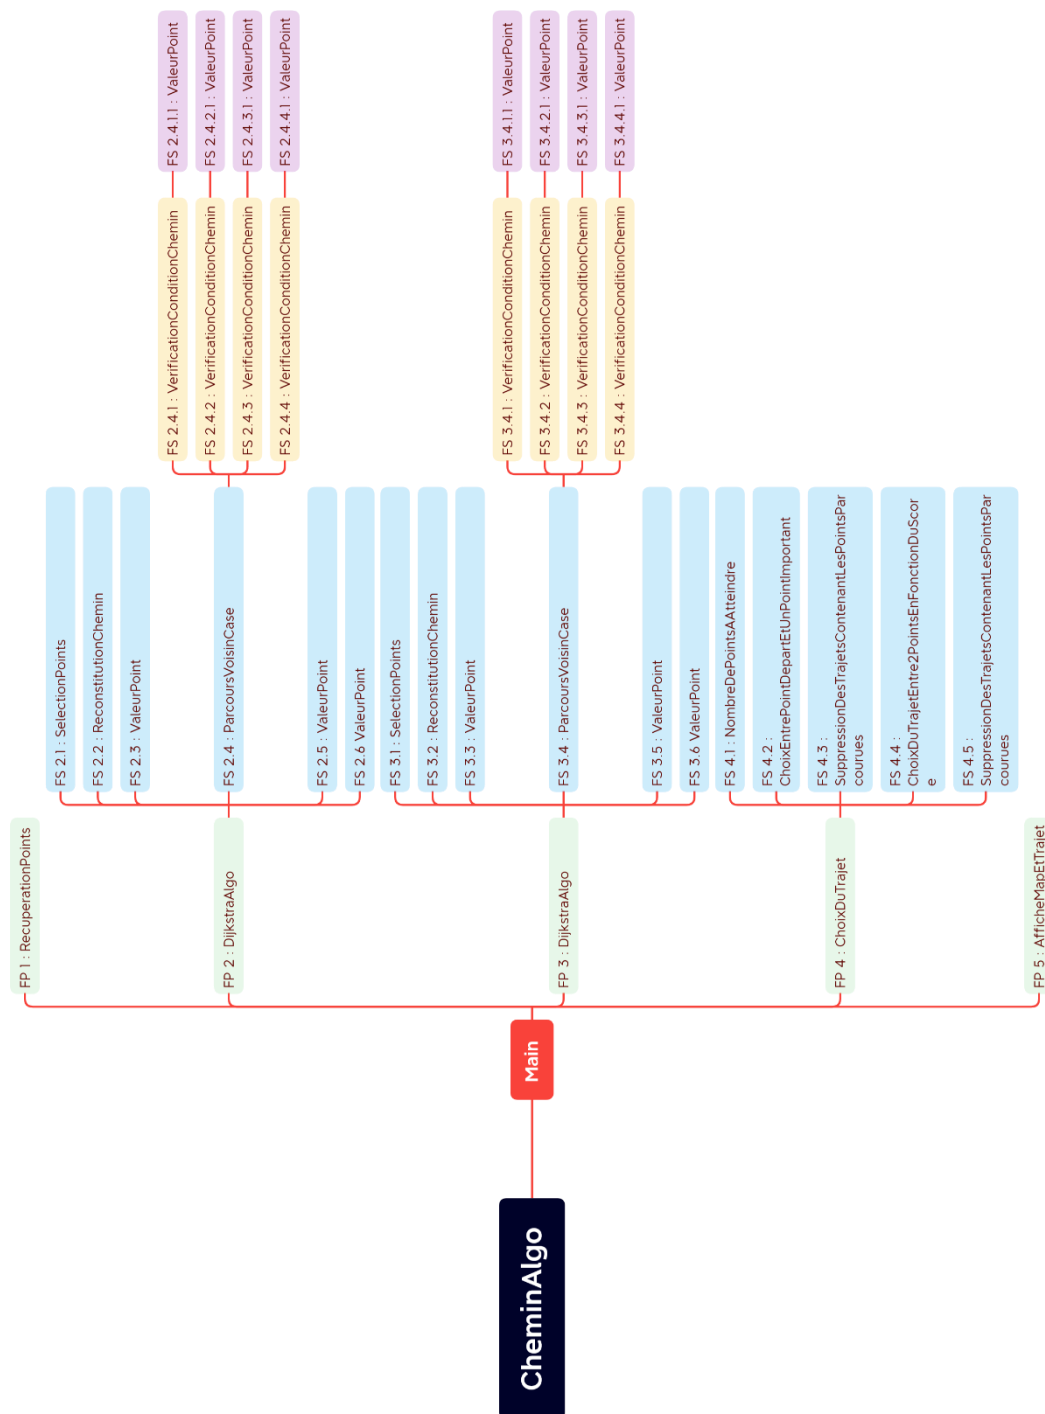 CheminAlgo
Main
FP 1 : RecuperationPoints
FP 2 : DijkstraAlgo
FS 2.1 : SelectionPoints
FS 2.2 : ReconstitutionChemin
FS 2.3 : ValeurPoint
FS 2.4 : ParcoursVoisinCase
FS 2.4.1 : VerificationConditionChemin
FS 2.4.1.1 : ValeurPoint
FS 2.4.2 : VerificationConditionChemin
FS 2.4.2.1 : ValeurPoint
FS 2.4.3 : VerificationConditionChemin
FS 2.4.3.1 : ValeurPoint
FS 2.4.4 : VerificationConditionChemin
FS 2.4.4.1 : ValeurPoint
FS 2.5 : ValeurPoint
FS 2.6 ValeurPoint
FP 3 : DijkstraAlgo
FS 3.1 : SelectionPoints
FS 3.2 : ReconstitutionChemin
FS 3.3 : ValeurPoint
FS 3.4 : ParcoursVoisinCase
FS 3.4.1 : VerificationConditionChemin
FS 3.4.1.1 : ValeurPoint
FS 3.4.2 : VerificationConditionChemin
FS 3.4.2.1 : ValeurPoint
FS 3.4.3 : VerificationConditionChemin
FS 3.4.3.1 : ValeurPoint
FS 3.4.4 : VerificationConditionChemin
FS 3.4.4.1 : ValeurPoint
FS 3.5 : ValeurPoint
FS 3.6 ValeurPoint
FP 4 : ChoixDuTrajet
FS 4.1 : NombreDePointsAAtteindre
FS 4.2 :
ChoixEntrePointDepartEtUnPointImportant
FS 4.3 :
SuppressionDesTrajetsContenantLesPointsPar
courues
FS 4.4 :
ChoixDuTrajetEntre2PointsEnFonctionDuScor
e
FS 4.5 :
SuppressionDesTrajetsContenantLesPointsPar
courues
FP 5 : AfficheMapEtTrajet